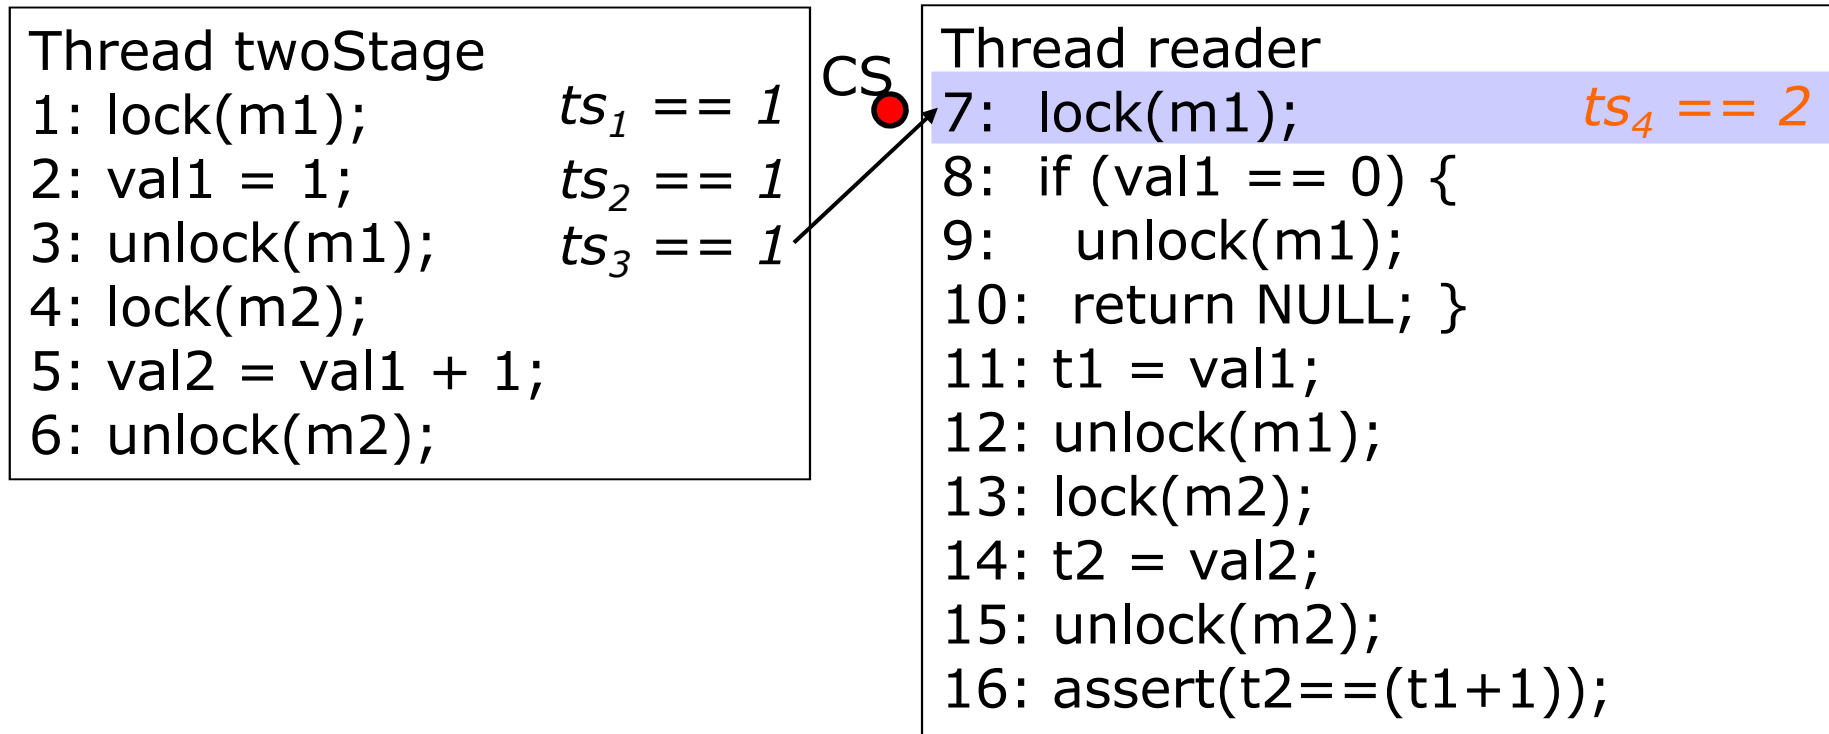 Thread twoStage
1: lock(m1); ts₁ == 1
2: val1 = 1; ts₂ == 1
3: unlock(m1); ts₃ == 1
4: lock(m2);
5: val2 = val1 + 1;
6: unlock(m2);
CS
Thread reader
7: lock(m1); ts₄ == 2
8: if (val1 == 0) {
9: unlock(m1);
10: return NULL; }
11: t1 = val1;
12: unlock(m1);
13: lock(m2);
14: t2 = val2;
15: unlock(m2);
16: assert(t2==(t1+1));